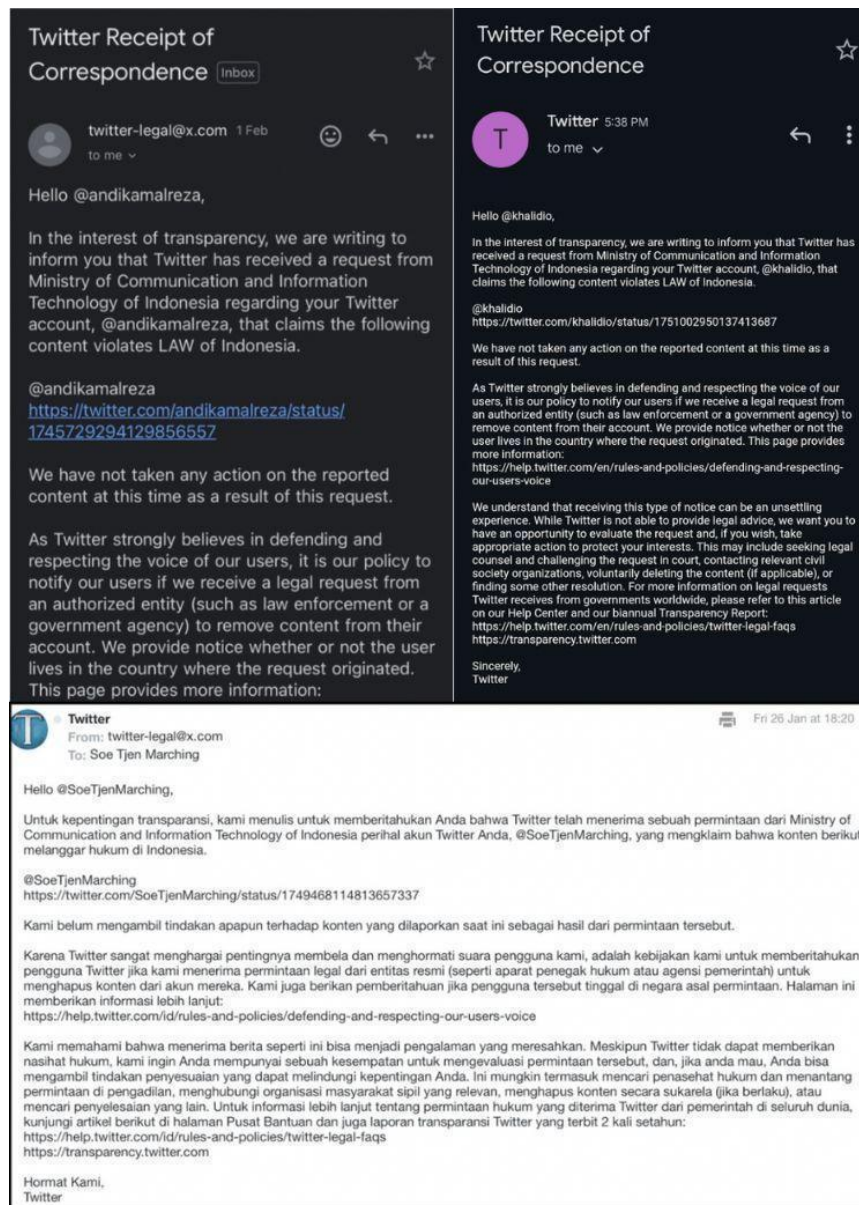 Twitter Receipt of
Correspondence Inbox
twitter-legal@x.com 1 Feb
to me
Hello @andikamalreza,
In the interest of transparency, we are writing to
inform you that Twitter has received a request from
Ministry of Communication and Information
Technology of Indonesia regarding your Twitter
account, @andikamalreza, that claims the following
content violates LAW of Indonesia.
@andikamalreza
https://twitter.com/andikamalreza/status/
1745729294129856557
We have not taken any action on the reported
content at this time as a result of this request.
As Twitter strongly believes in defending and
respecting the voice of our users, it is our policy to
notify our users if we receive a legal request from
an authorized entity (such as law enforcement or a
government agency) to remove content from their
account. We provide notice whether or not the user
lives in the country where the request originated.
This page provides more information:
Twitter Receipt of
Correspondence
T
Twitter 5:38 PM
to me
Hello @khalidio,
In the interest of transparency, we are writing to inform you that Twitter has
received a request from Ministry of Communication and Information
Technology of Indonesia regarding your Twitter account, @khalidio, that
claims the following content violates LAW of Indonesia.
@khalidio
https://twitter.com/khalidio/status/1751002950137413687
We have not taken any action on the reported content at this time as a
result of this request.
As Twitter strongly believes in defending and respecting the voice of our
users, it is our policy to notify our users if we receive a legal request from
an authorized entity (such as law enforcement or a government agency) to
remove content from their account. We provide notice whether or not the
user lives in the country where the request originated. This page provides
more information:
https://help.twitter.com/en/rules-and-policies/defending-and-respecting-
our-users-voice
We understand that receiving this type of notice can be an unsettling
experience. While Twitter is not able to provide legal advice, we want you to
have an opportunity to evaluate the request and, if you wish, take
appropriate action to protect your interests. This may include seeking legal
counsel and challenging the request in court, contacting relevant civil
society organizations, voluntarily deleting the content (if applicable), or
finding some other resolution. For more information on legal requests
Twitter receives from governments worldwide, please refer to this article
on our Help Center and our biannual Transparency Report:
https://help.twitter.com/en/rules-and-policies/twitter-legal-faqs
https://transparency.twitter.com
Sincerely,
Twitter
T
Twitter
Fri 26 Jan at 18:20
From: twitter-legal@x.com
To: Soe Tjen Marching
Hello @SoeTjenMarching,
Untuk kepentingan transparansi, kami menulis untuk memberitahukan Anda bahwa Twitter telah menerima sebuah permintaan dari Ministry of
Communication and Information Technology of Indonesia perihal akun Twitter Anda, @SoeTjenMarching, yang mengklaim bahwa konten berikut
melanggar hukum di Indonesia.
@SoeTjenMarching
https://twitter.com/SoeTjenMarching/status/1749468114813657337
Kami belum mengambil tindakan apapun terhadap konten yang dilaporkan saat ini sebagai hasil dari permintaan tersebut.
Karena Twitter sangat menghargai pentingnya membela dan menghormati suara pengguna kami, adalah kebijakan kami untuk memberitahukan
pengguna Twitter jika kami menerima permintaan legal dari entitas resmi (seperti aparat penegak hukum atau agensi pemerintah) untuk
menghapus konten dari akun mereka. Kami juga berikan pemberitahuan jika pengguna tersebut tinggal di negara asal permintaan. Halaman ini
memberikan informasi lebih lanjut:
https://help.twitter.com/id/rules-and-policies/defending-and-respecting-our-users-voice
Kami memahami bahwa menerima berita seperti ini bisa menjadi pengalaman yang meresahkan. Meskipun Twitter tidak dapat memberikan
nasihat hukum, kami ingin Anda mempunyai sebuah kesempatan untuk mengevaluasi permintaan tersebut, dan, jika anda mau, Anda bisa
mengambil tindakan penyesuaian yang dapat melindungi kepentingan Anda. Ini mungkin termasuk mencari penasehat hukum dan menantang
permintaan di pengadilan, menghubungi organisasi masyarakat sipil yang relevan, menghapus konten secara sukarela (jika berlaku), atau
mencari penyelesaian yang lain. Untuk informasi lebih lanjut tentang permintaan hukum yang diterima Twitter dari pemerintah di seluruh dunia,
kunjungi artikel berikut di halaman Pusat Bantuan dan juga laporan transparansi Twitter yang terbit 2 kali setahun:
https://help.twitter.com/id/rules-and-policies/twitter-legal-faqs
https://transparency.twitter.com
Hormat Kami,
Twitter